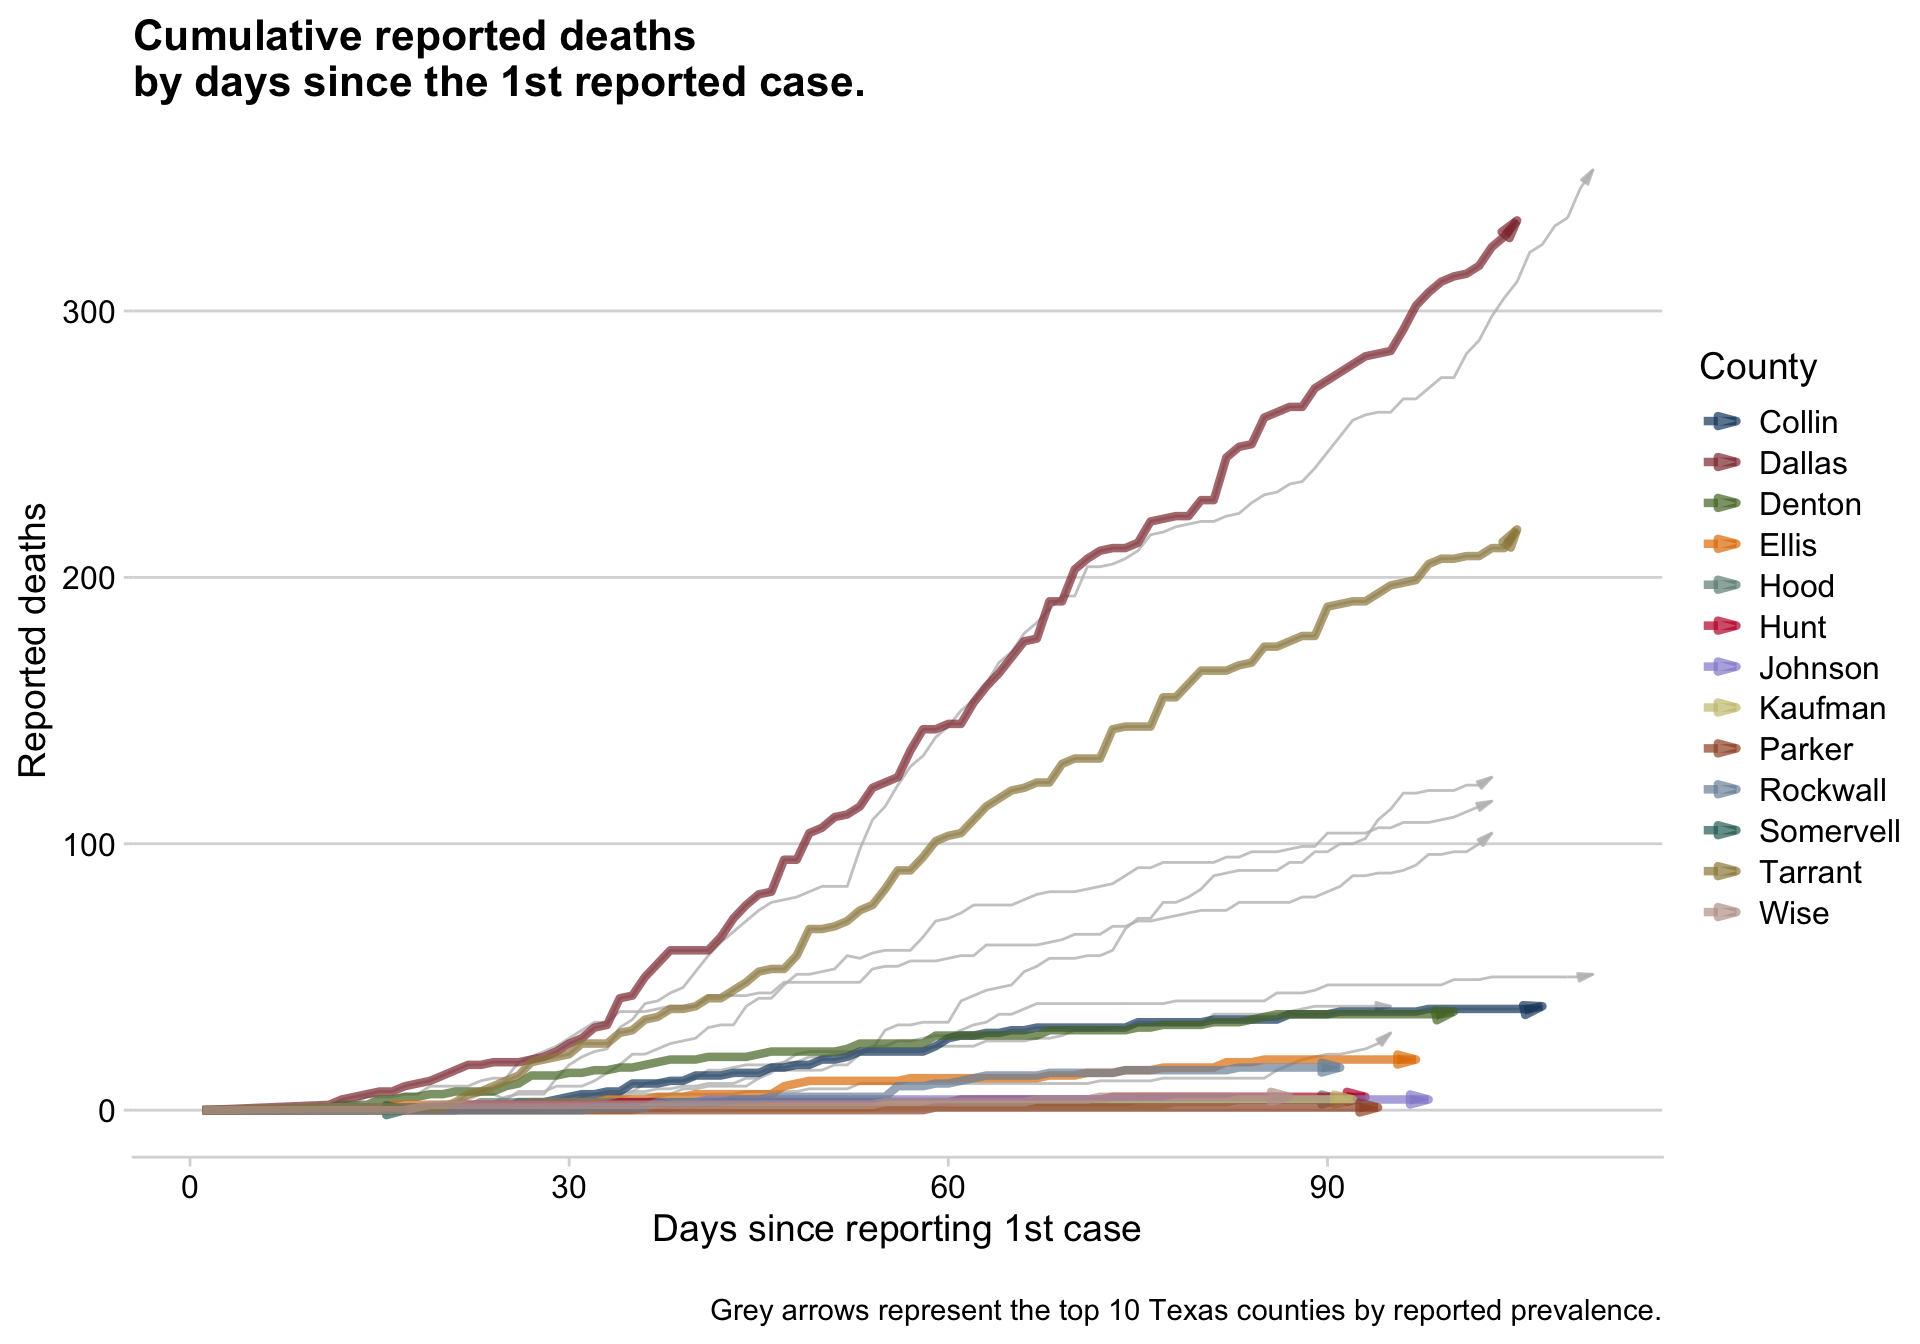 Cumulative reported deaths
by days since the 1st reported case.
Reported deaths
300
200
100
0
0
30
60
90
Days since reporting 1st case
County
Collin
Dallas
Denton
Ellis
Hood
Hunt
Johnson
Kaufman
Parker
Rockwall
Somervell
Tarrant
Wise
Grey arrows represent the top 10 Texas counties by reported prevalence.